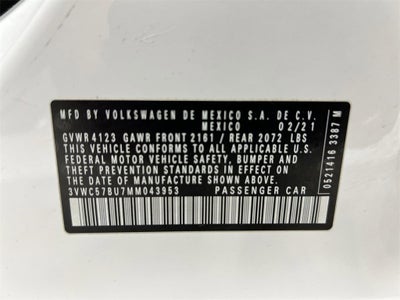 MFD. BY VOLKSWAGEN DE MEXICO S.A. DE C.V.
MEXICO 02/21
GVWR 4123 GAWR FRONT 2161 / REAR 2072 LBS
THIS VEHICLE CONFORMS TO ALL APPLICABLE U.S.
FEDERAL MOTOR VEHICLE SAFETY, BUMPER AND
THEFT PREVENTION STANDARDS IN EFFECT ON THE
DATE OF MANUFACTURE SHOWN ABOVE.
3VWC57BU7MM043953 PASSENGER CAR
0521416 3387 M